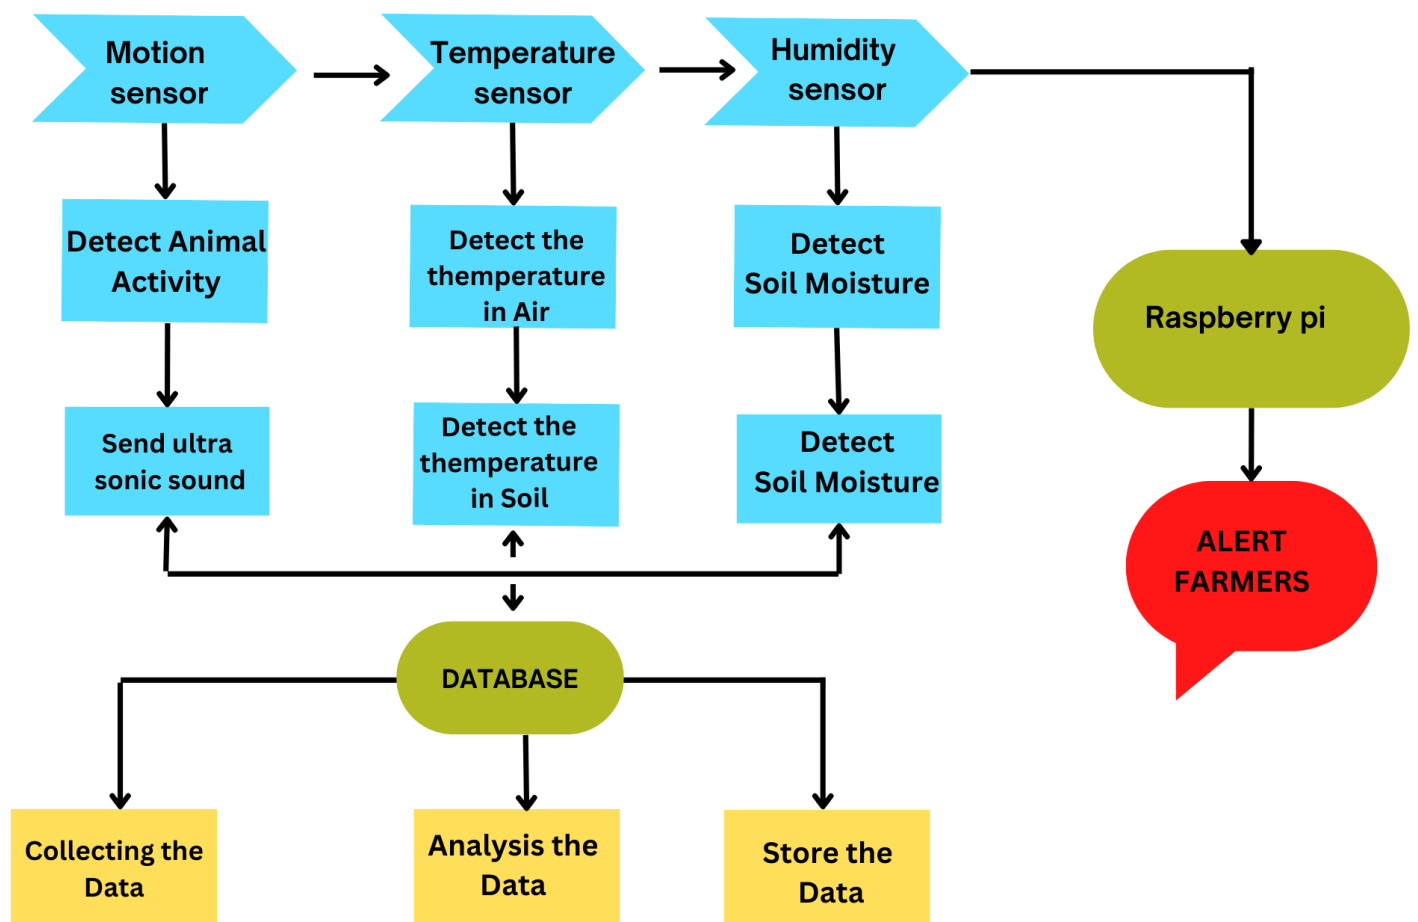 Motion
sensor
Temperature
sensor
Humidity
sensor
Detect Animal
Activity
Detect the
themperature
in Air
Detect
Soil Moisture
Raspberry pi
Send ultra
sonic sound
Detect the
themperature
in Soil
Detect
Soil Moisture
ALERT
FARMERS
DATABASE
Collecting the
Data
Analysis the
Data
Store the
Data